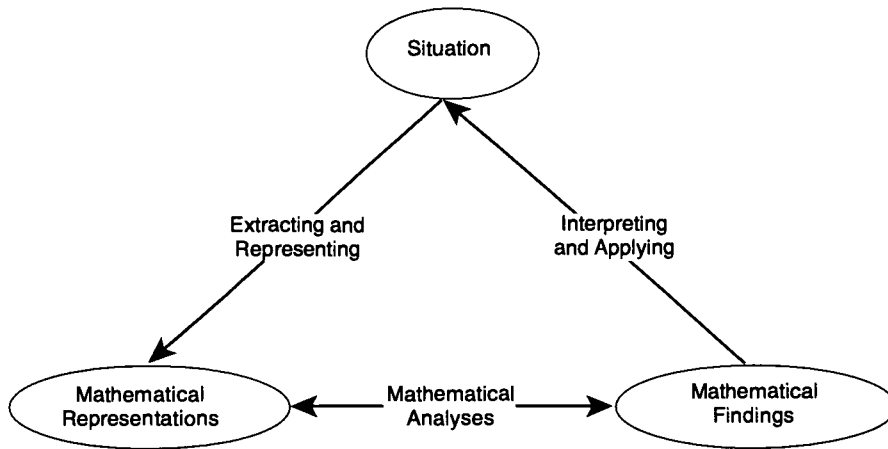 Situation
Extracting and
Representing
Interpreting
and Applying
Mathematical
Representations
Mathematical
Analyses
Mathematical
Findings